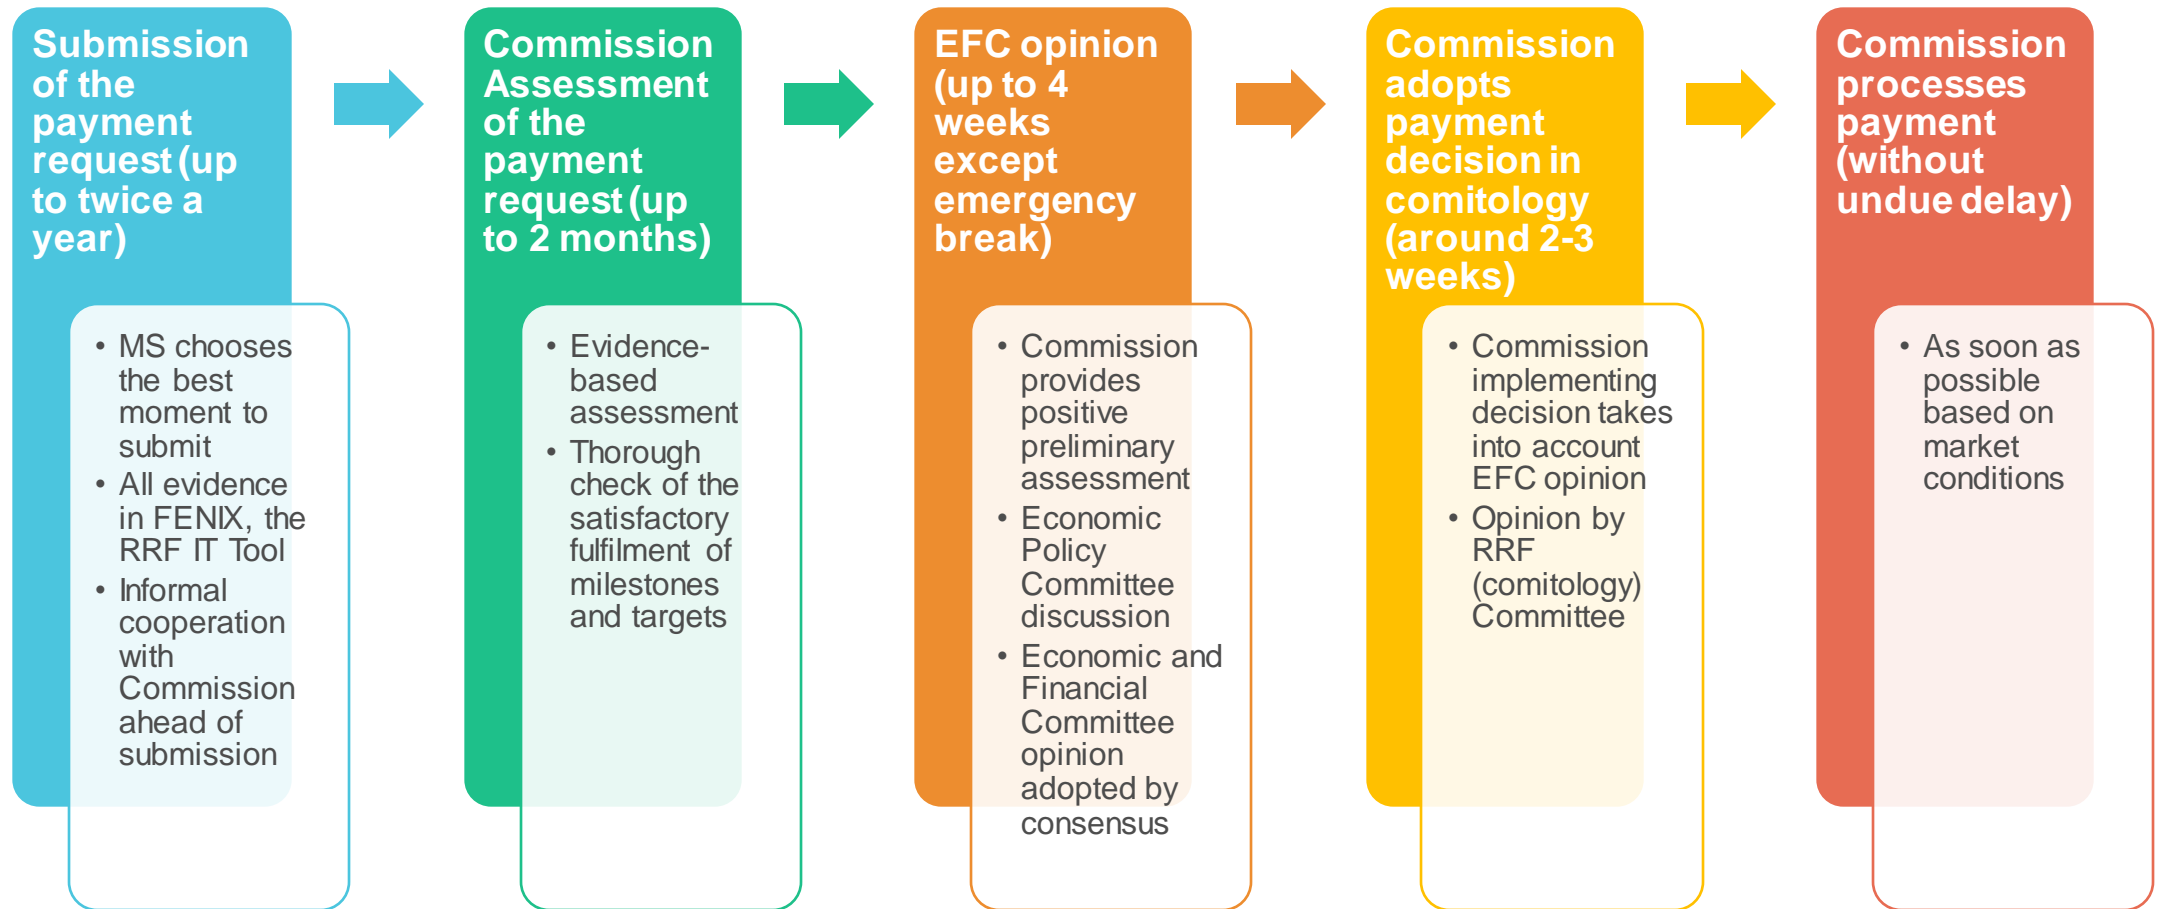 Submission
of the
payment
request (up
to twice a
year)
• MS chooses
the best
moment to
submit
• All evidence
in FENIX, the
RRF IT Tool
• Informal
cooperation
with
Commission
ahead of
submission
Commission
Assessment
of the
payment
request (up
to 2 months)
• Evidence-
based
assessment
• Thorough
check of the
satisfactory
fulfilment of
milestones
and targets
EFC opinion
(up to 4
weeks
except
emergency
break)
• Commission
provides
positive
preliminary
assessment
• Economic
Policy
Committee
discussion
• Economic and
Financial
Committee
opinion
adopted by
consensus
Commission
adopts
payment
decision in
comitology
(around 2-3
weeks)
• Commission
implementing
decision takes
into account
EFC opinion
• Opinion by
RRF
(comitology)
Committee
Commission
processes
payment
(without
undue delay)
• As soon as
possible
based on
market
conditions